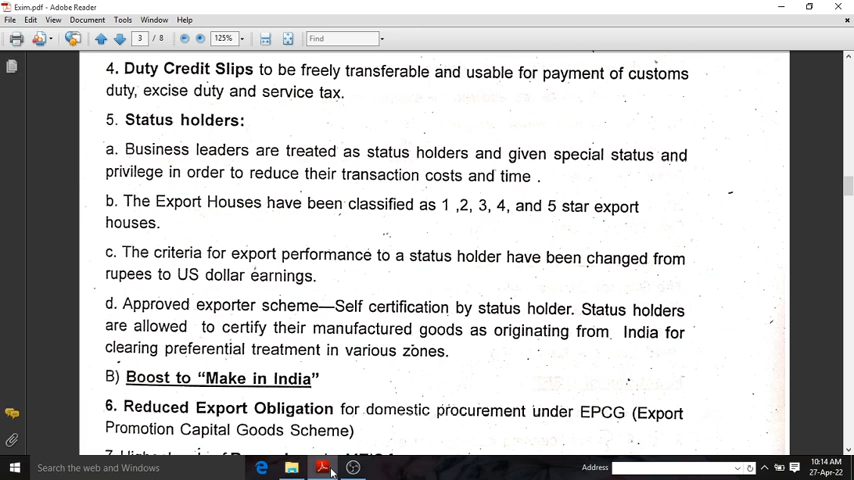 Exim.pdf - Adobe Reader
File Edit View Document Tools Window Help
3 / 8 125% Find
4. Duty Credit Slips to be freely transferable and usable for payment of customs
duty, excise duty and service tax.
5. Status holders:
a. Business leaders are treated as status holders and given special status and
privilege in order to reduce their transaction costs and time .
b. The Export Houses have been classified as 1 ,2, 3, 4, and 5 star export
houses.
c. The criteria for export performance to a status holder have been changed from
rupees to US dollar earnings.
d. Approved exporter scheme—Self certification by status holder. Status holders
are allowed to certify their manufactured goods as originating from India for
clearing preferential treatment in various zones.
B) Boost to “Make in India”
6. Reduced Export Obligation for domestic procurement under EPCG (Export
Promotion Capital Goods Scheme)
Search the web and Windows
Address
10:14 AM
27-Apr-22